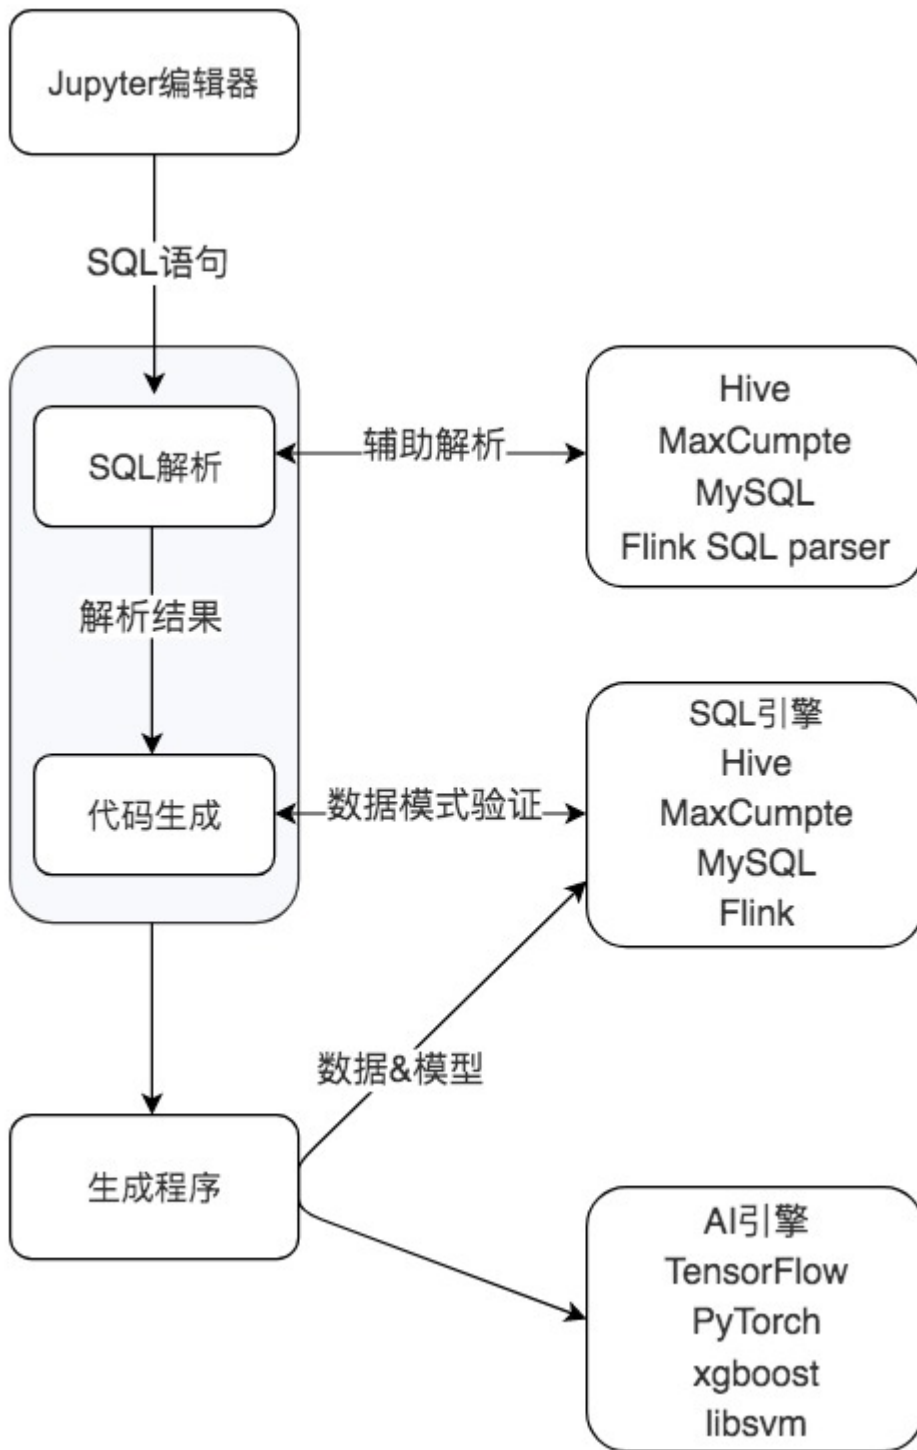 Jupyter编辑器
SQL语句
SQL解析
辅助解析
Hive
MaxCumpte
MySQL
Flink SQL parser
解析结果
代码生成
数据模式验证
SQL引擎
Hive
MaxCumpte
MySQL
Flink
数据&模型
生成程序
AI引擎
TensorFlow
PyTorch
xgboost
libsvm